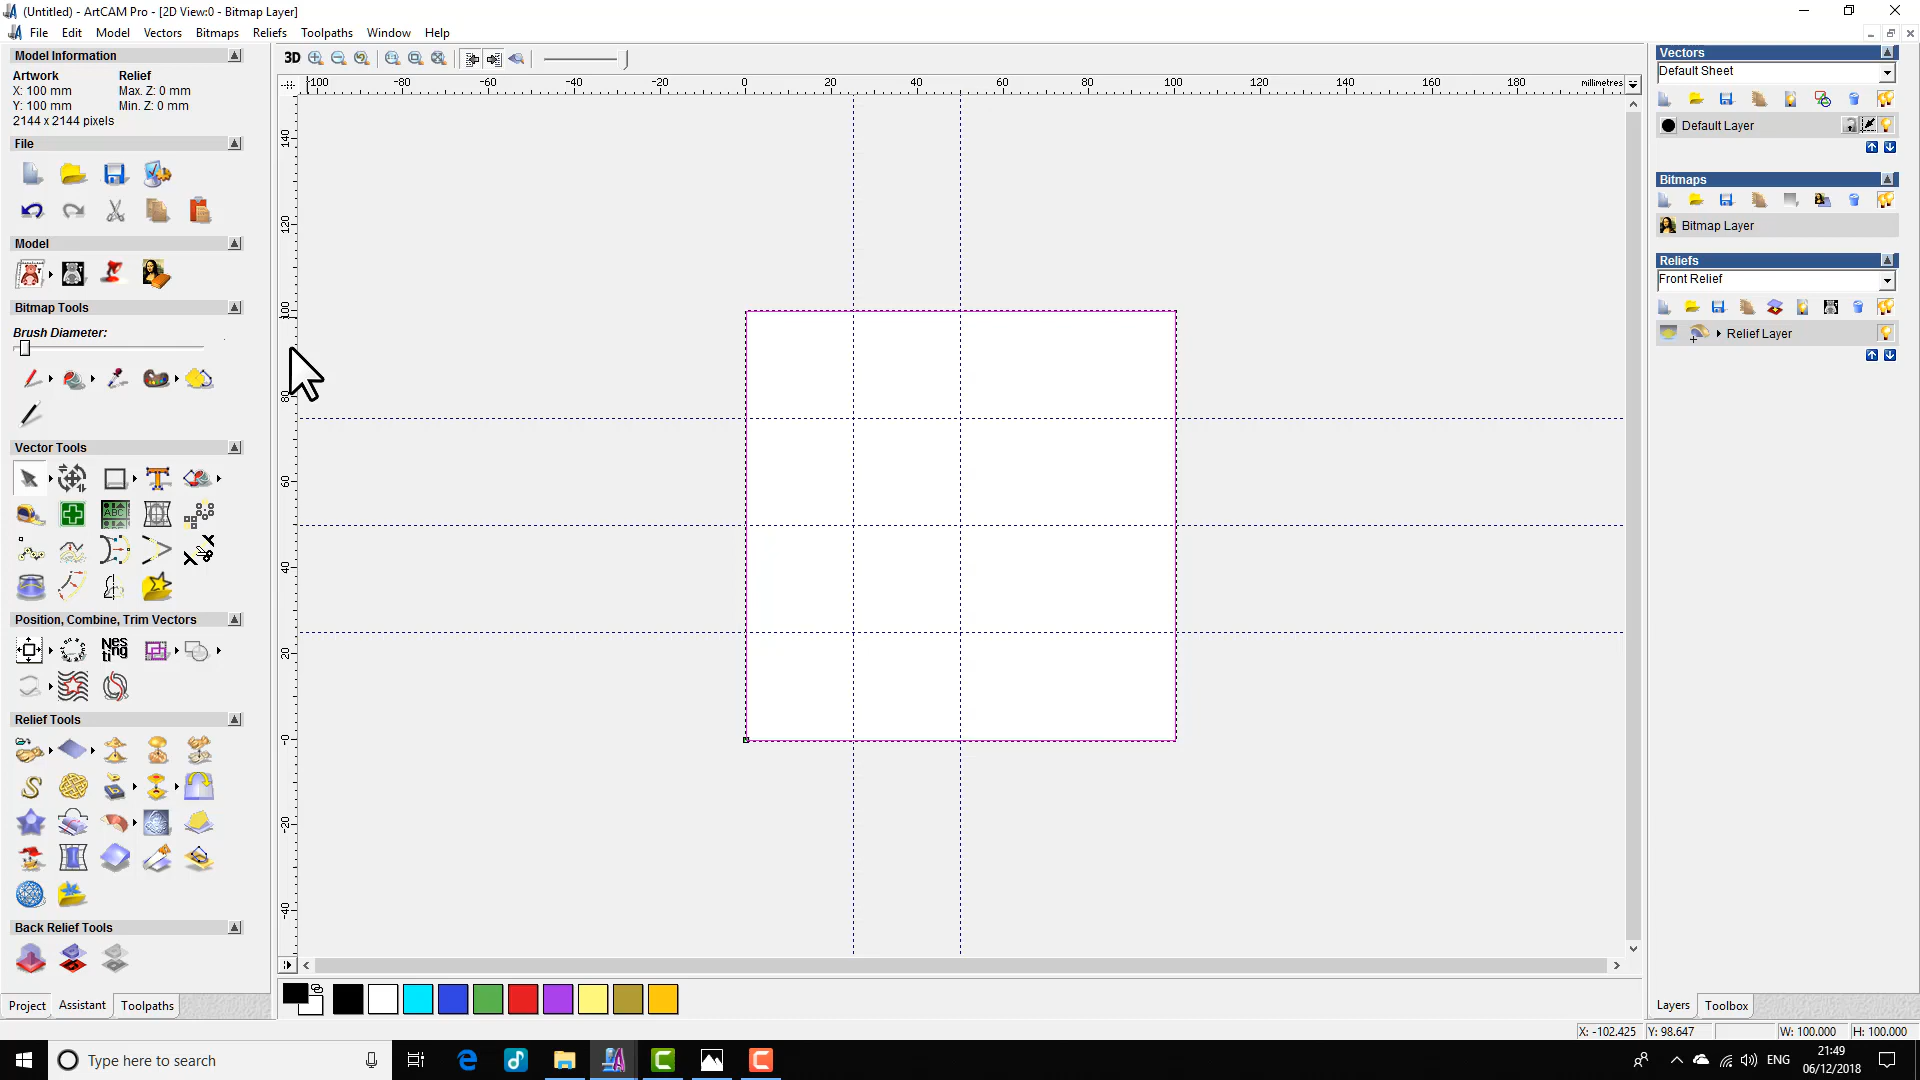 (Untitled) - ArtCAM Pro - [2D View:0 - Bitmap Layer]
File Edit Model Vectors Bitmaps Reliefs Toolpaths Window Help
Model Information
Artwork Relief
X: 100 mm Max. Z: 0 mm
Y: 100 mm Min. Z: 0 mm
2144 x 2144 pixels
File
Model
Bitmap Tools
Brush Diameter:
Vector Tools
ABC
Position, Combine, Trim Vectors
Relief Tools
Back Relief Tools
Project Assistant Toolpaths
3D
-100 -80 -60 -40 -20 0 20 40 60 80 100 120 140 160 180 millimetres
140
120
100
80
60
40
20
-0
-20
-40
Vectors
Default Sheet
Default Layer
Bitmaps
Bitmap Layer
Reliefs
Front Relief
Relief Layer
Layers Toolbox
X: -102.425 Y: 98.647 W: 100.000 H: 100.000
Type here to search
ENG
21:49
06/12/2018